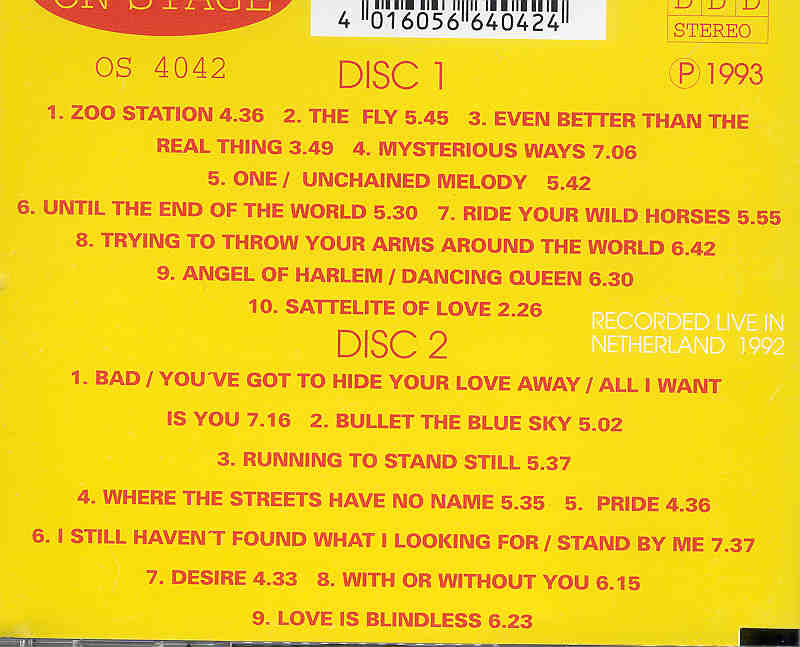 ON STAGE
4 016056 640424
DDD
STEREO
OS 4042
DISC 1
Ⓟ 1993
1. ZOO STATION 4.36 2. THE FLY 5.45 3. EVEN BETTER THAN THE
REAL THING 3.49 4. MYSTERIOUS WAYS 7.06
5. ONE / UNCHAINED MELODY 5.42
6. UNTIL THE END OF THE WORLD 5.30 7. RIDE YOUR WILD HORSES 5.55
8. TRYING TO THROW YOUR ARMS AROUND THE WORLD 6.42
9. ANGEL OF HARLEM / DANCING QUEEN 6.30
10. SATTELITE OF LOVE 2.26
RECORDED LIVE IN
NETHERLAND 1992
DISC 2
1. BAD / YOU´VE GOT TO HIDE YOUR LOVE AWAY / ALL I WANT
IS YOU 7.16 2. BULLET THE BLUE SKY 5.02
3. RUNNING TO STAND STILL 5.37
4. WHERE THE STREETS HAVE NO NAME 5.35 5. PRIDE 4.36
6. I STILL HAVEN´T FOUND WHAT I LOOKING FOR / STAND BY ME 7.37
7. DESIRE 4.33 8. WITH OR WITHOUT YOU 6.15
9. LOVE IS BLINDLESS 6.23